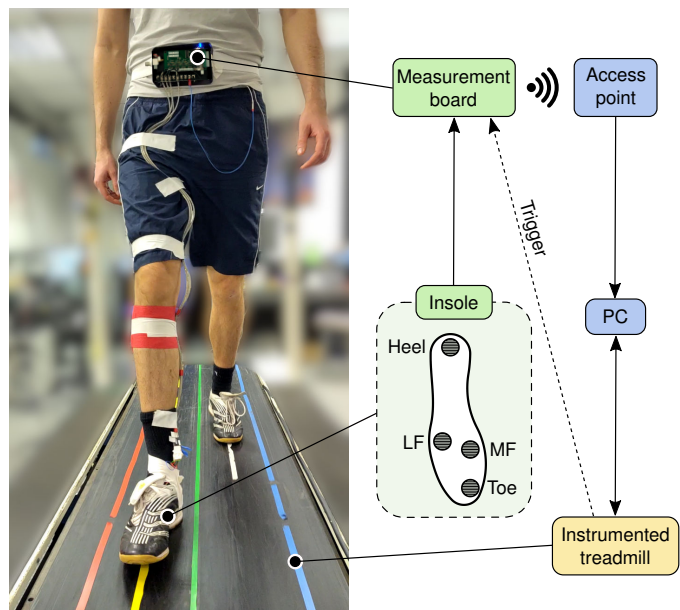 Measurement
board
Access
point
Trigger
Insole
PC
Heel
LF
MF
Toe
Instrumented
treadmill